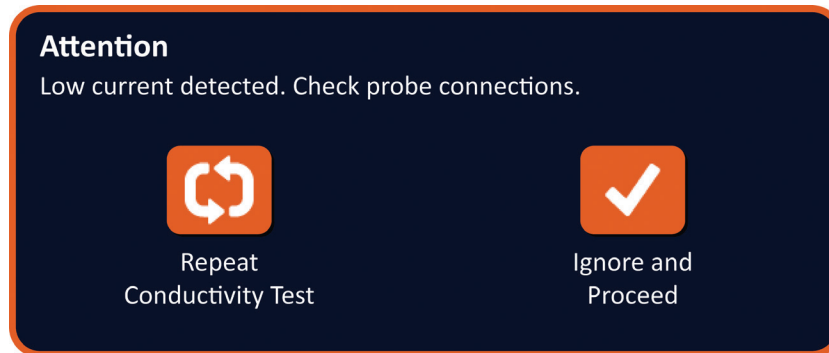 Attention
Low current detected. Check probe connections.
Repeat
Conductivity Test
Ignore and
Proceed